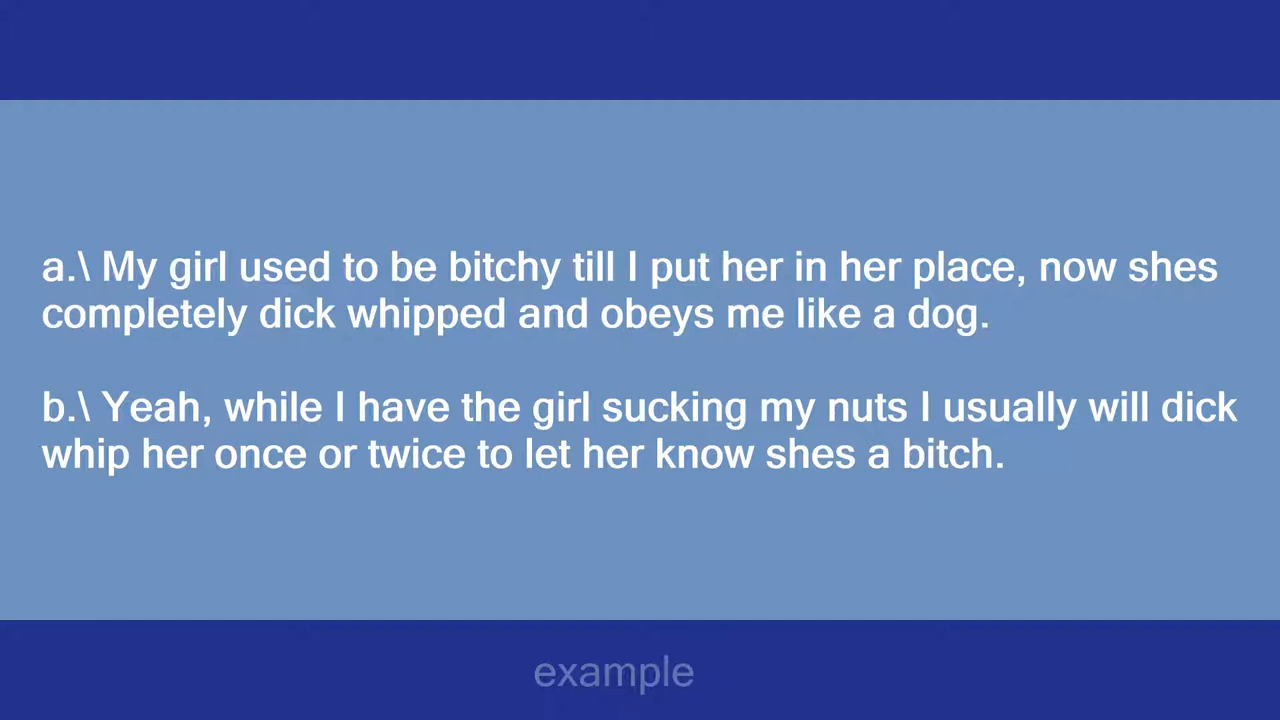 a.\ My girl used to be bitchy till I put her in her place, now shes
completely dick whipped and obeys me like a dog.
b.\ Yeah, while I have the girl sucking my nuts I usually will dick
whip her once or twice to let her know shes a bitch.
example